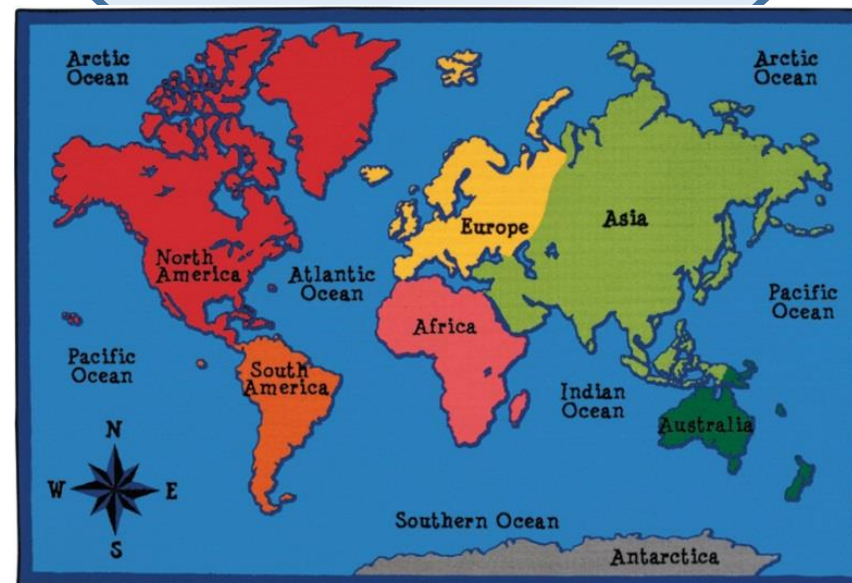 Arctic
Ocean
Arctic
Ocean
Europe
Asia
North
America
Atlantic
Ocean
Pacific
Ocean
Africa
Pacific
Ocean
South
America
Indian
Ocean
Australia
N
W
E
S
Southern Ocean
Antarctica